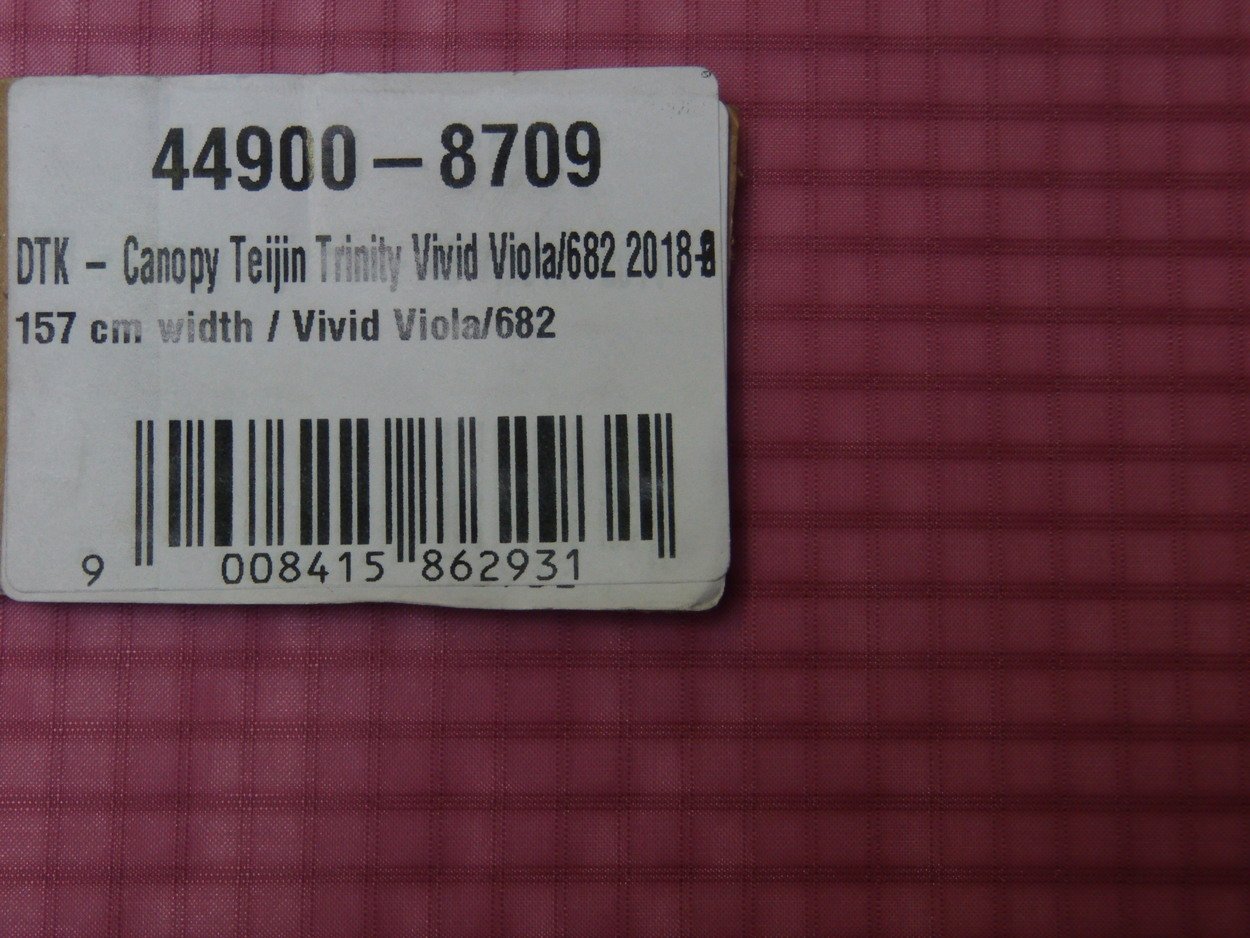 44900-8709
DTK - Canopy Teijin Trinity Vivid Viola/682 2018-
157 cm width / Vivid Viola/682
9 008415 862931